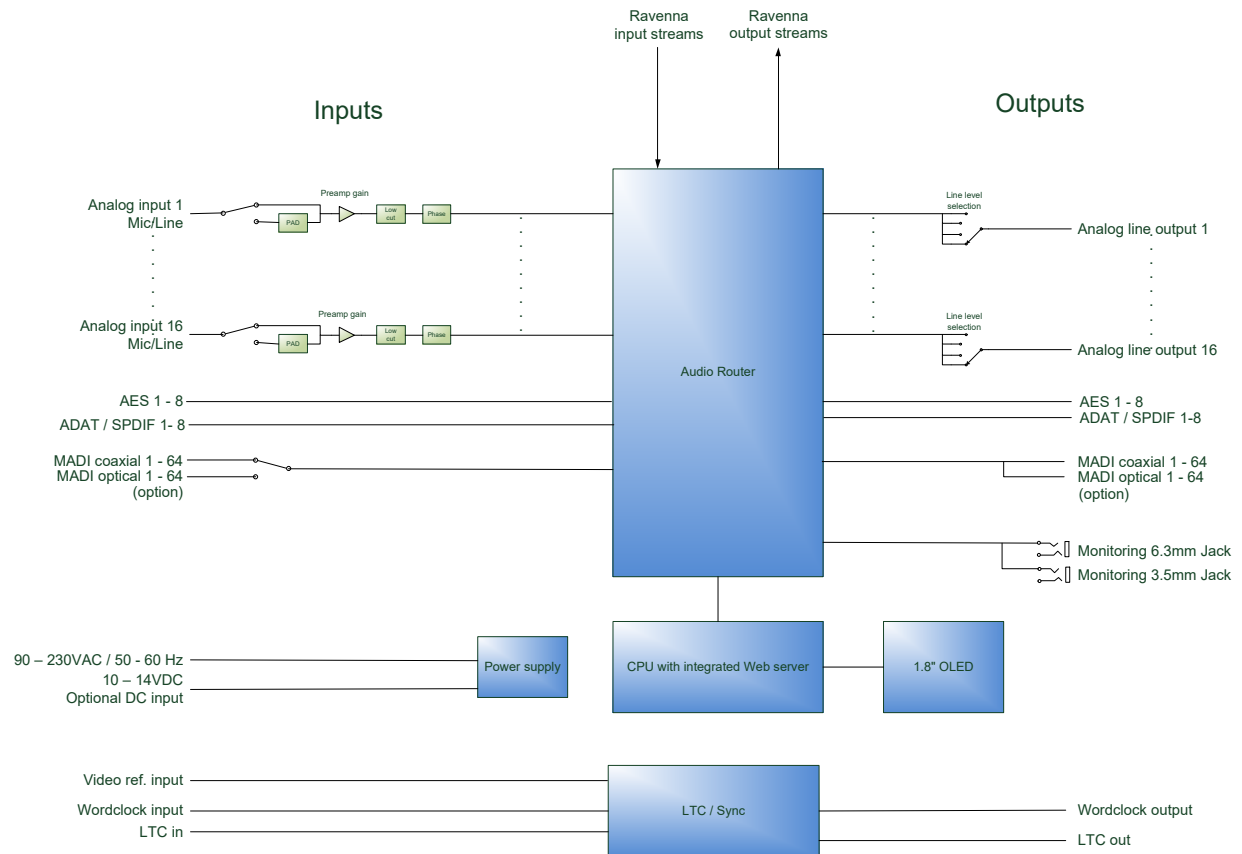 Ravenna
input streams
Ravenna
output streams
Inputs
Outputs
Analog input 1
Mic/Line
PAD
Preamp gain
Low
cut
Phase
Line level
selection
Analog line output 1
Analog input 16
Mic/Line
PAD
Preamp gain
Low
cut
Phase
Line level
selection
Analog line output 16
Audio Router
AES 1 - 8
ADAT / SPDIF 1- 8
AES 1 - 8
ADAT / SPDIF 1-8
MADI coaxial 1 - 64
MADI optical 1 - 64
(option)
MADI coaxial 1 - 64
MADI optical 1 - 64
(option)
Monitoring 6.3mm Jack
Monitoring 3.5mm Jack
90 – 230VAC / 50 - 60 Hz
10 – 14VDC
Optional DC input
Power supply
CPU with integrated Web server
1.8" OLED
Video ref. input
Wordclock input
LTC in
LTC / Sync
Wordclock output
LTC out